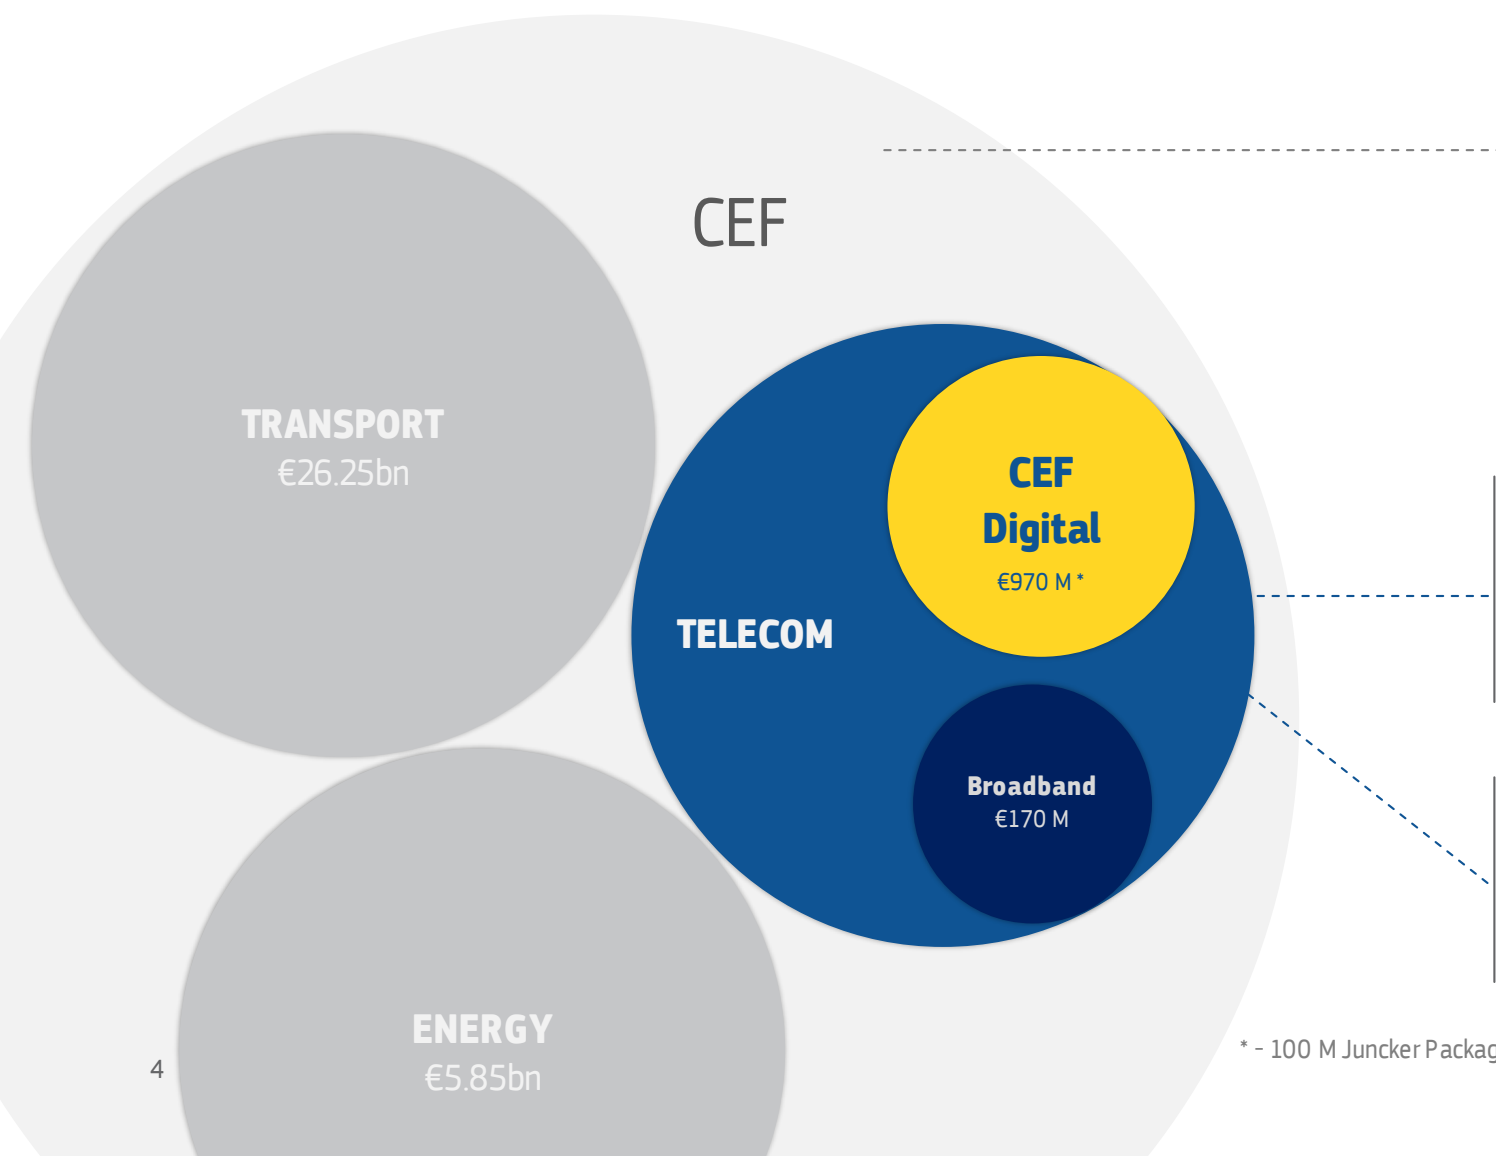 CEF
TRANSPORT
€26.25bn
CEF
Digital
€970 M *
TELECOM
Broadband
€170 M
ENERGY
€5.85bn
* - 100 M Juncker
4